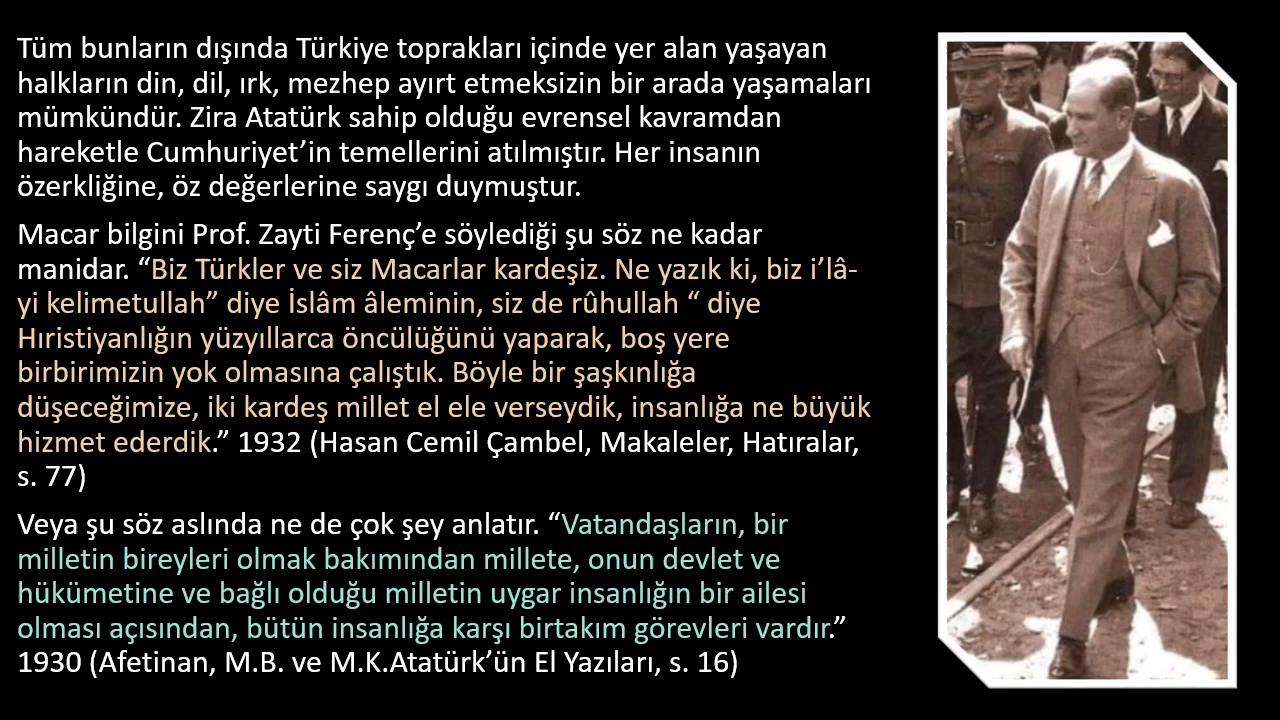 Tüm bunların dışında Türkiye toprakları içinde yer alan yaşayan
halkların din, dil, ırk, mezhep ayırt etmeksizin bir arada yaşamaları
mümkündür. Zira Atatürk sahip olduğu evrensel kavramdan
hareketle Cumhuriyet’in temellerini atılmıştır. Her insanın
özerkliğine, öz değerlerine saygı duymuştur.
Macar bilgini Prof. Zayti Ferenç’e söylediği şu söz ne kadar
manidar. “Biz Türkler ve siz Macarlar kardeşiz. Ne yazık ki, biz i’lâ-
yi kelimetullah” diye İslâm âleminin, siz de rûhullah “ diye
Hıristiyanlığın yüzyıllarca öncülüğünü yaparak, boş yere
birbirimizin yok olmasına çalıştık. Böyle bir şaşkınlığa
düşeceğimize, iki kardeş millet el ele verseydik, insanlığa ne büyük
hizmet ederdik.” 1932 (Hasan Cemil Çambel, Makaleler, Hatıralar,
s. 77)
Veya şu söz aslında ne de çok şey anlatır. “Vatandaşların, bir
milletin bireyleri olmak bakımından millete, onun devlet ve
hükümetine ve bağlı olduğu milletin uygar insanlığın bir ailesi
olması açısından, bütün insanlığa karşı birtakım görevleri vardır.”
1930 (Afetinan, M.B. ve M.K.Atatürk’ün El Yazıları, s. 16)